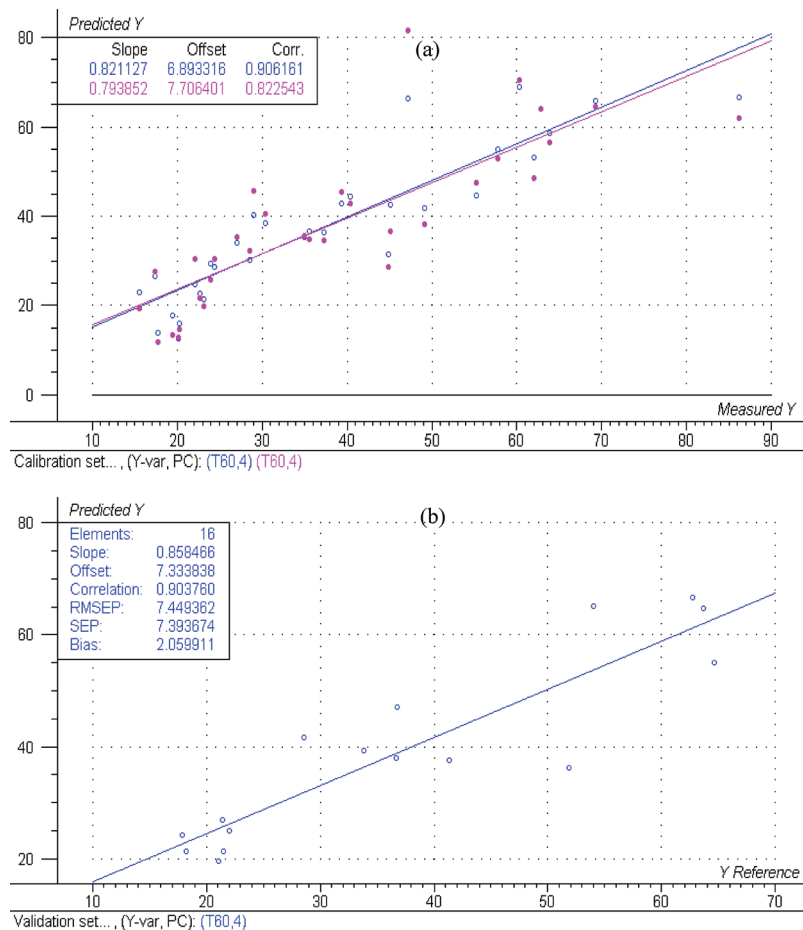 Predicted Y
(a)
Slope Offset Corr.
0.821127 6.893316 0.906161
0.793852 7.706401 0.822543
80
60
40
20
0
Measured Y
10 20 30 40 50 60 70 80 90
Calibration set... , (Y-var, PC): (T60,4) (T60,4)
Predicted Y
(b)
Elements: 16
Slope: 0.858466
Offset: 7.333838
Correlation: 0.903760
RMSEP: 7.449362
SEP: 7.393674
Bias: 2.059911
80
60
40
20
Y Reference
10 20 30 40 50 60 70
Validation set... , (Y-var, PC): (T60,4)